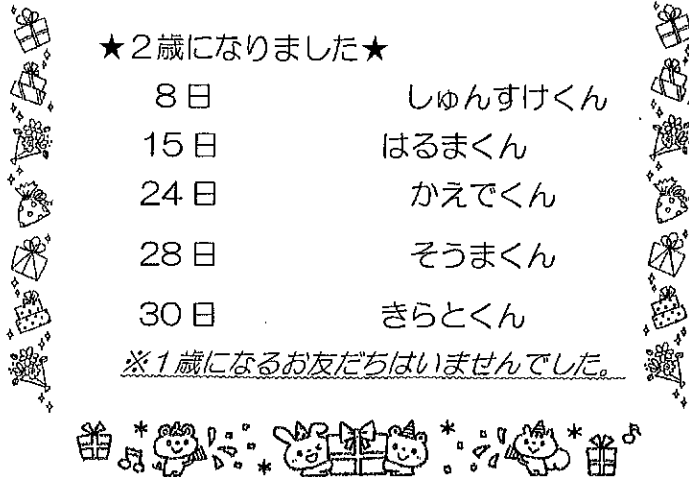 ★２歳になりました★
８日 しゅんすけくん
15日 はるまくん
24日 かえでくん
28日 そうまくん
30日 きらとくん
※１歳になるお友だちはいませんでした。